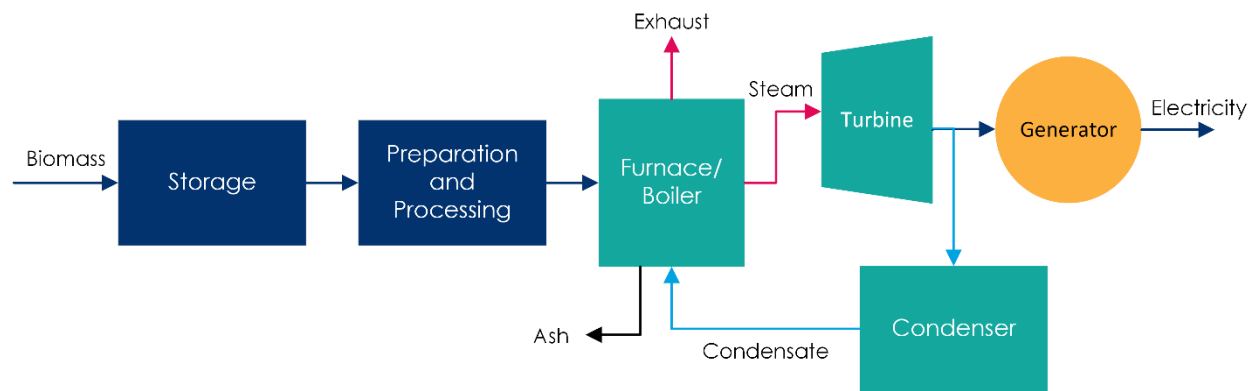 Exhaust
Steam
Turbine
Electricity
Generator
Biomass
Storage
Preparation
and
Processing
Furnace/
Boiler
Ash
Condensate
Condenser